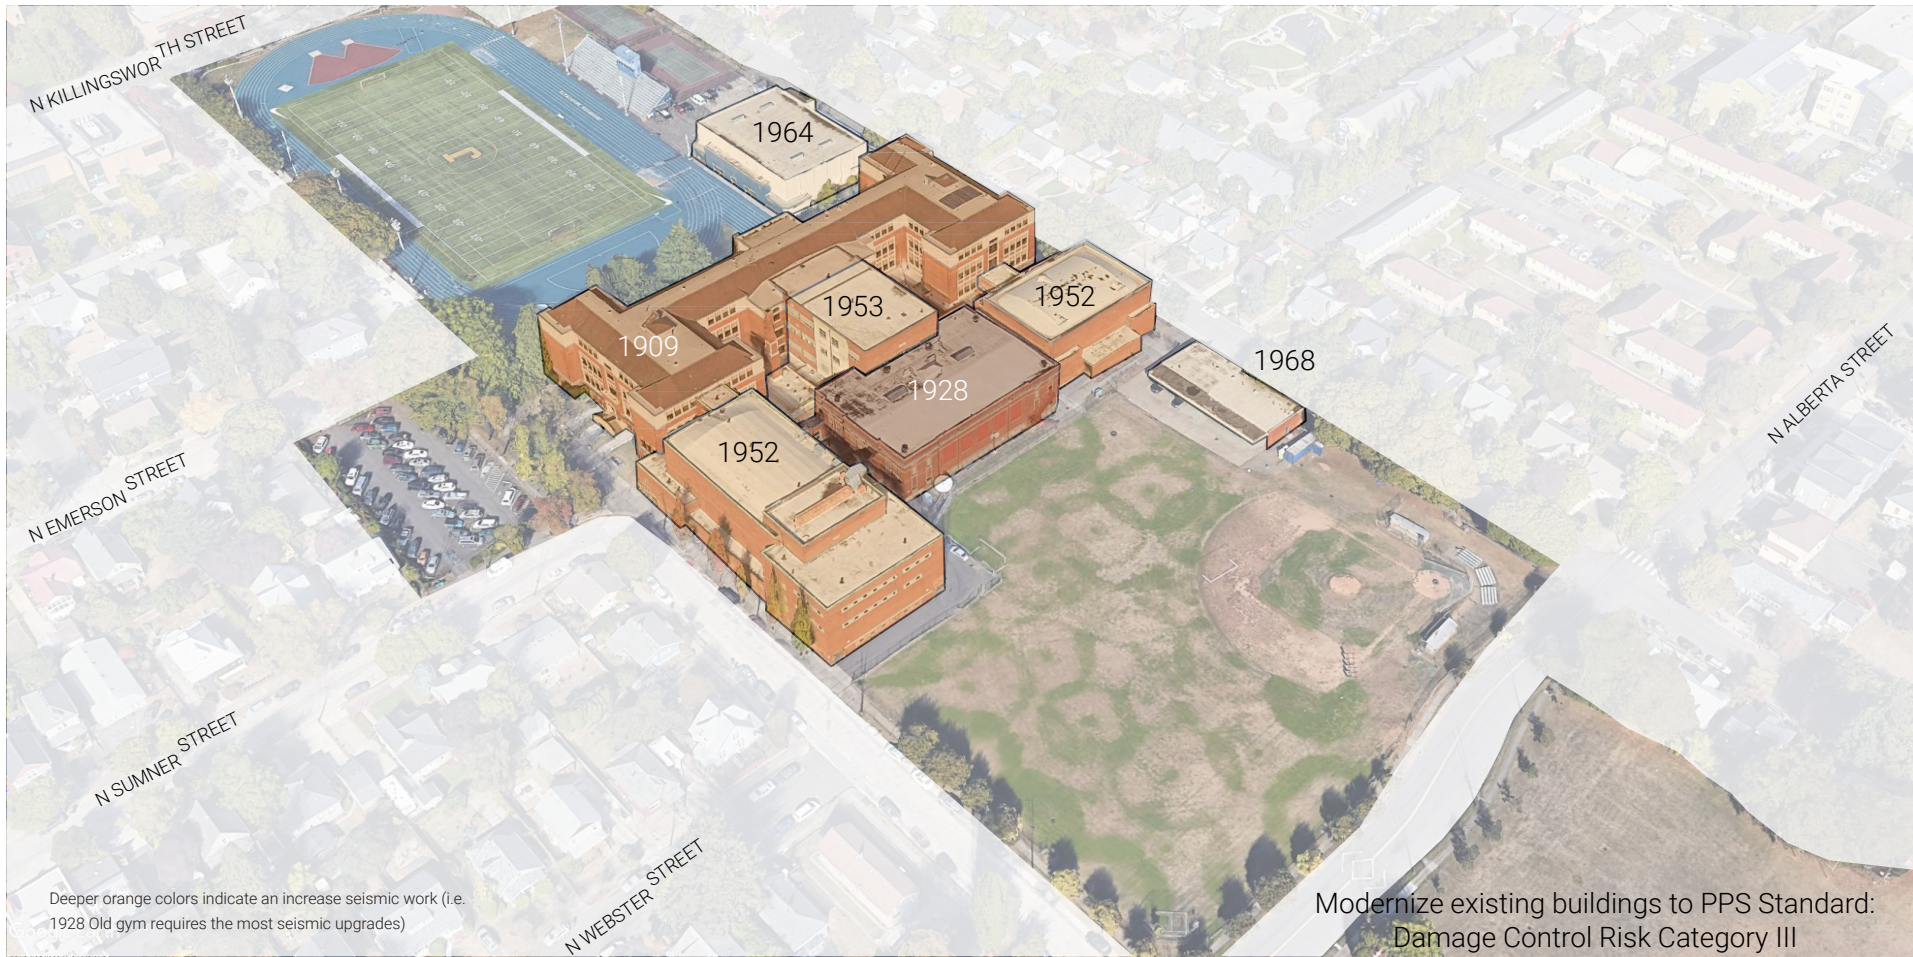 N KILLINGSWORTH STREET
1964
1953
1952
1909
1968
1928
N ALBERTA STREET
1952
N EMERSON STREET
N SUMNER STREET
N WEBSTER STREET
Deeper orange colors indicate an increase seismic work (i.e.
1928 Old gym requires the most seismic upgrades)
Modernize existing buildings to PPS Standard:
Damage Control Risk Category III